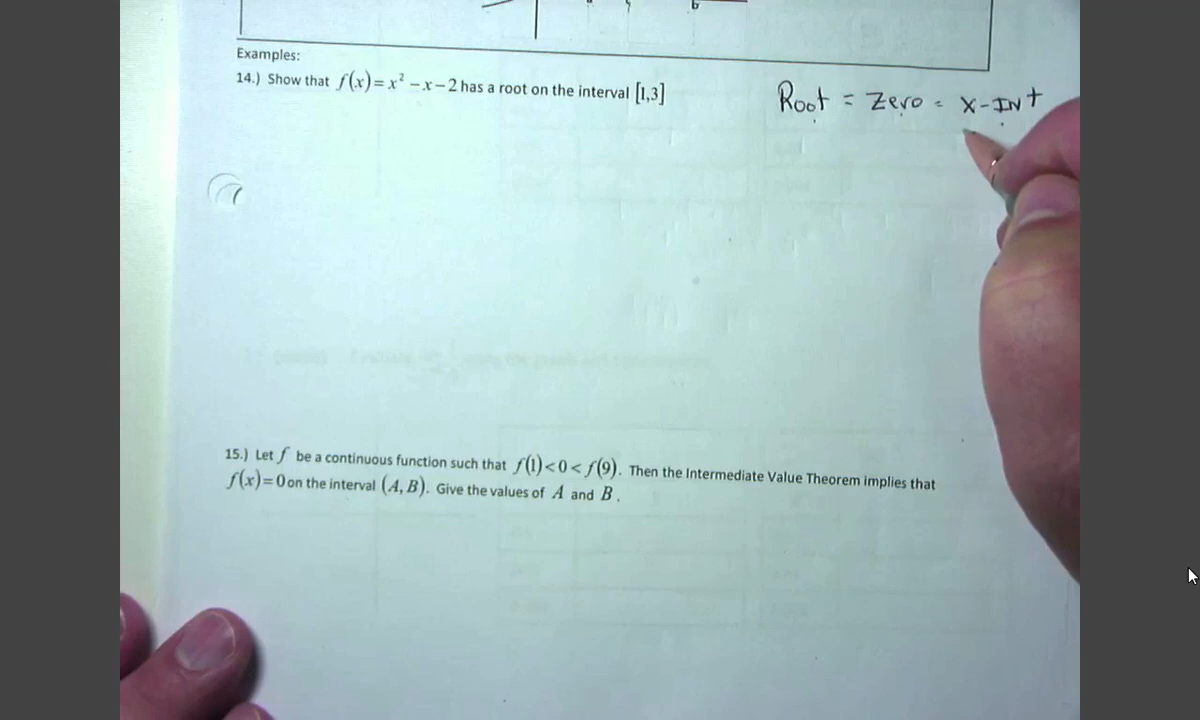 b
Examples:
14.) Show that f(x)=x² −x−2 has a root on the interval [1,3]
Root = Zero = X-INT
15.) Let f be a continuous function such that f(1)<0<f(9). Then the Intermediate Value Theorem implies that
f(x)=0 on the interval (A,B). Give the values of A and B.